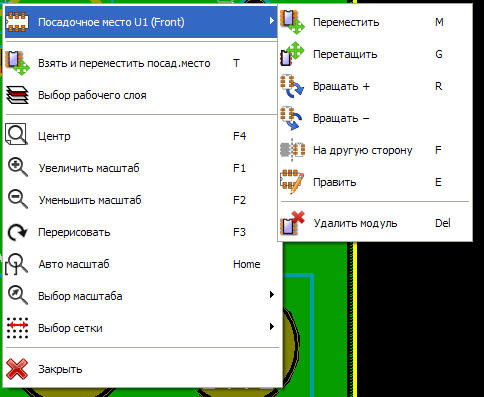 Посадочное место U1 (Front)
Взять и переместить посад.место T
Выбор рабочего слоя
Центр F4
Увеличить масштаб F1
Уменьшить масштаб F2
Перерисовать F3
Авто масштаб Home
Выбор масштаба
Выбор сетки
Закрыть
Переместить M
Перетащить G
Вращать + R
Вращать −
На другую сторону F
Править E
Удалить модуль Del